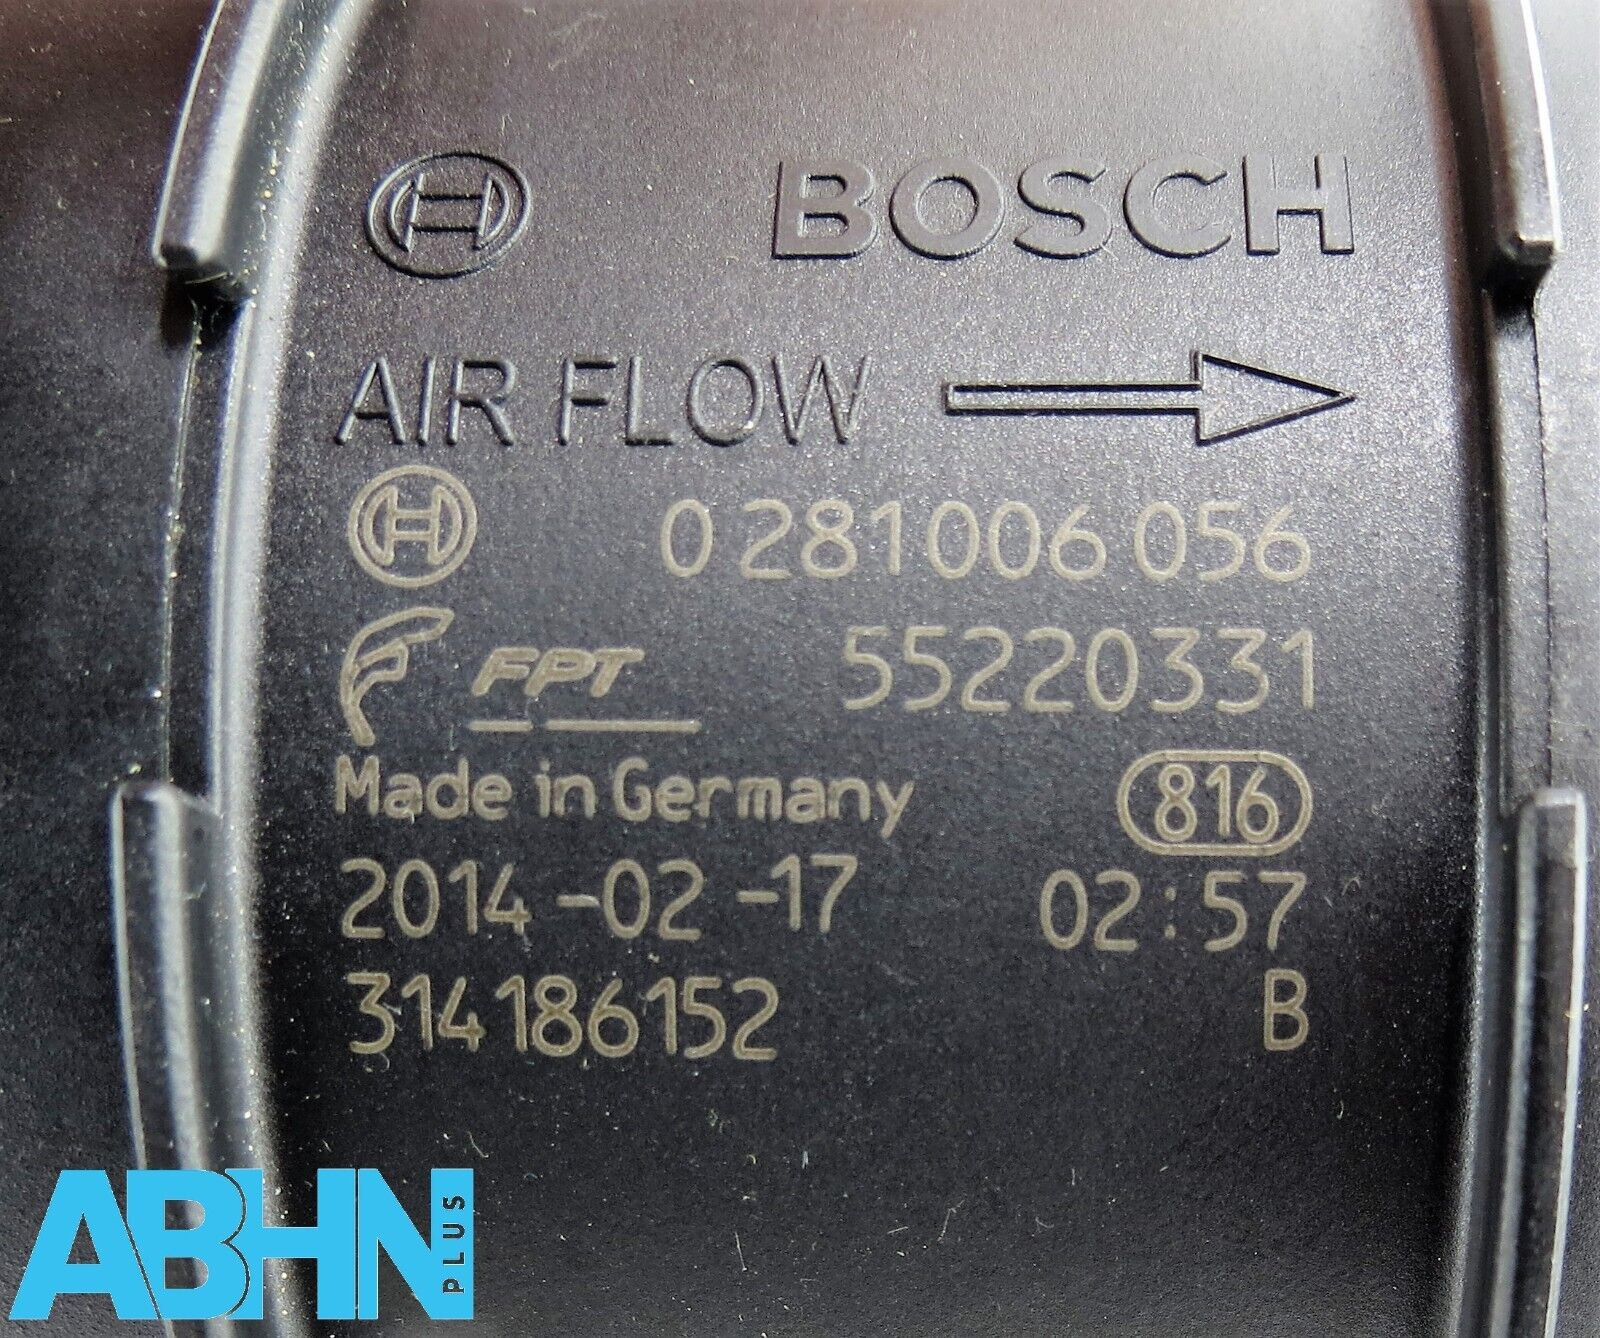 BOSCH
AIR FLOW
0 281 006 056
FPT 55220331
Made in Germany 816
2014-02-17 02:57
314186152 B
ABHN PLUS